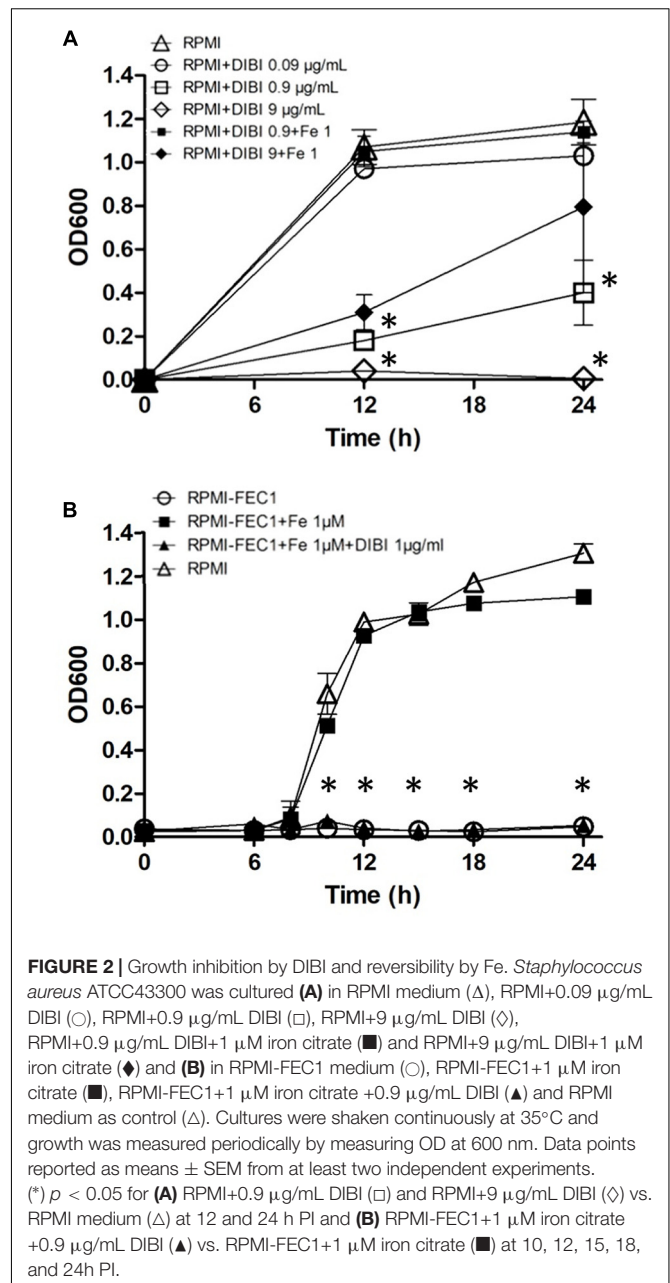 A
RPMI
RPMI+DIBI 0.09 µg/mL
RPMI+DIBI 0.9 µg/mL
RPMI+DIBI 9 µg/mL
RPMI+DIBI 0.9+Fe 1
RPMI+DIBI 9+Fe 1
OD600
1.4
1.2
1.0
0.8
0.6
0.4
0.2
0.0
* * * *
0 6 12 18 24
Time (h)
B
RPMI-FEC1
RPMI-FEC1+Fe 1µM
RPMI-FEC1+Fe 1µM+DIBI 1µg/ml
RPMI
OD600
1.4
1.2
1.0
0.8
0.6
0.4
0.2
0.0
* * * * *
0 6 12 18 24
Time (h)
FIGURE 2 | Growth inhibition by DIBI and reversibility by Fe. Staphylococcus
aureus ATCC43300 was cultured (A) in RPMI medium (Δ), RPMI+0.09 µg/mL
DIBI (○), RPMI+0.9 µg/mL DIBI (□), RPMI+9 µg/mL DIBI (◇),
RPMI+0.9 µg/mL DIBI+1 µM iron citrate (■) and RPMI+9 µg/mL DIBI+1 µM
iron citrate (♦) and (B) in RPMI-FEC1 medium (○), RPMI-FEC1+1 µM iron
citrate (■), RPMI-FEC1+1 µM iron citrate +0.9 µg/mL DIBI (▲) and RPMI
medium as control (△). Cultures were shaken continuously at 35°C and
growth was measured periodically by measuring OD at 600 nm. Data points
reported as means ± SEM from at least two independent experiments.
(*) p < 0.05 for (A) RPMI+0.9 µg/mL DIBI (□) and RPMI+9 µg/mL DIBI (◇) vs.
RPMI medium (△) at 12 and 24 h PI and (B) RPMI-FEC1+1 µM iron citrate
+0.9 µg/mL DIBI (▲) vs. RPMI-FEC1+1 µM iron citrate (■) at 10, 12, 15, 18,
and 24h PI.